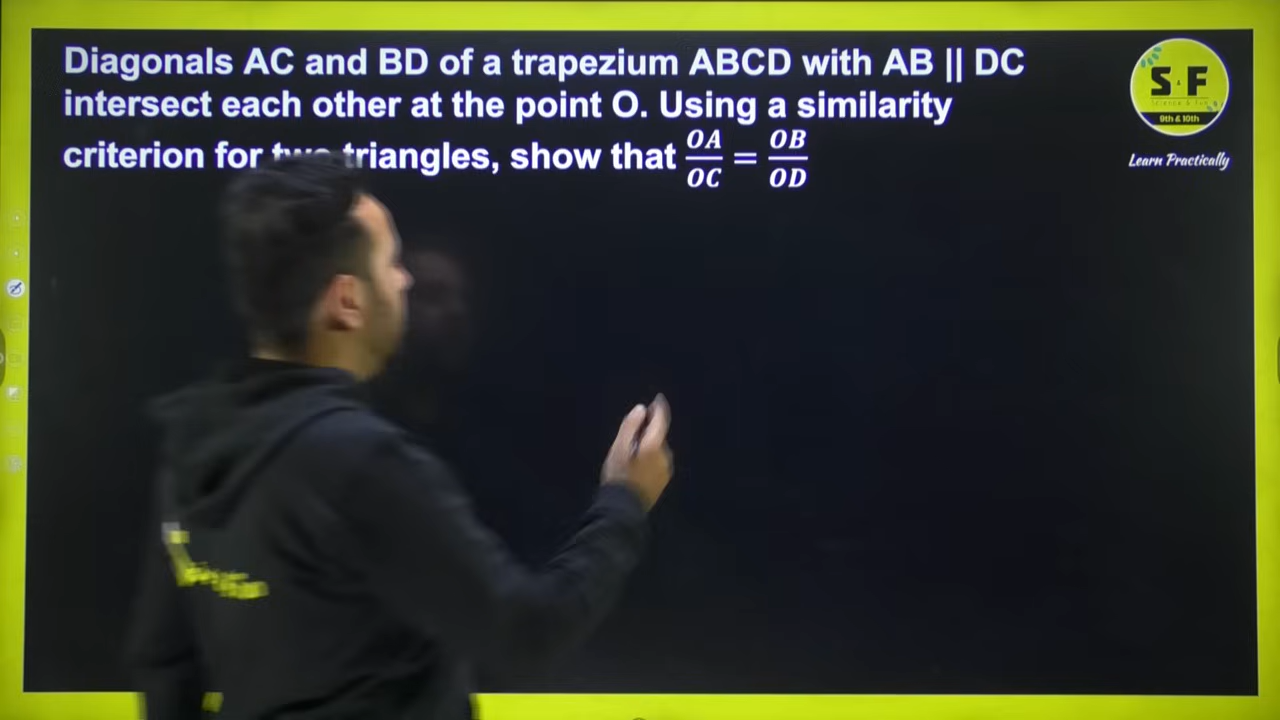 Diagonals AC and BD of a trapezium ABCD with AB || DC
intersect each other at the point O. Using a similarity
criterion for two triangles, show that OA/OC = OB/OD
S F
9th & 10th
Learn Practically